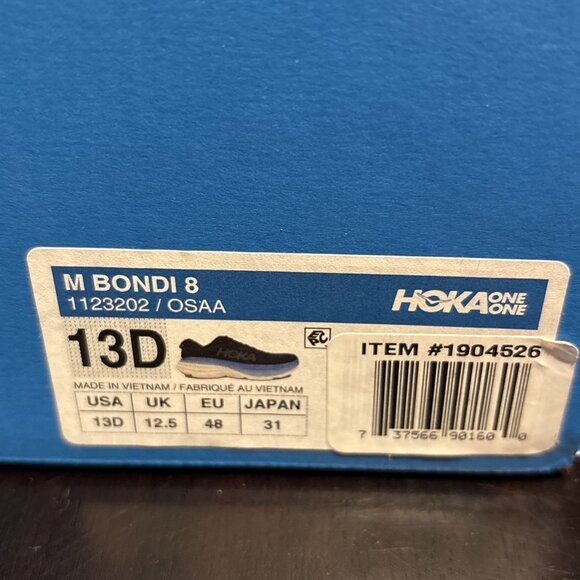 M BONDI 8
1123202 / OSAA
HOKA ONE ONE
13D
HOKA
ITEM #1904526
MADE IN VIETNAM / FABRIQUÉ AU VIETNAM
USA UK EU JAPAN
13D 12.5 48 31
7 37566 90160 0